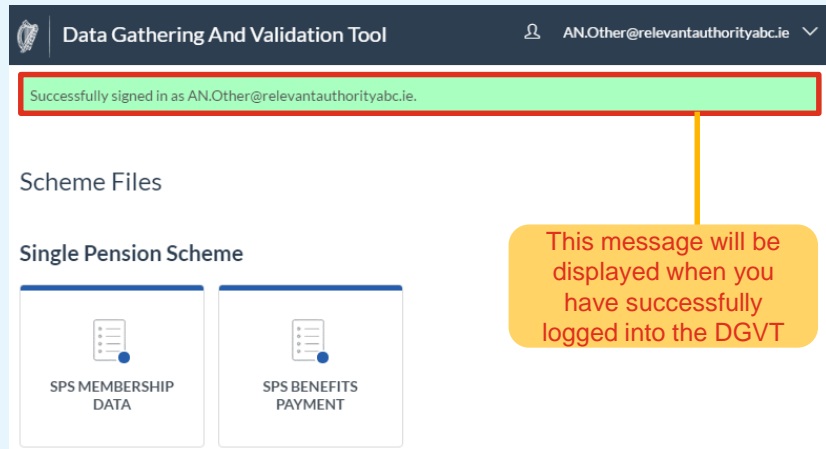 Data Gathering And Validation Tool
AN.Other@relevantauthorityabc.ie
Successfully signed in as AN.Other@relevantauthorityabc.ie.
Scheme Files
Single Pension Scheme
This message will be
displayed when you
have successfully
logged into the DGVT
SPS MEMBERSHIP
DATA
SPS BENEFITS
PAYMENT